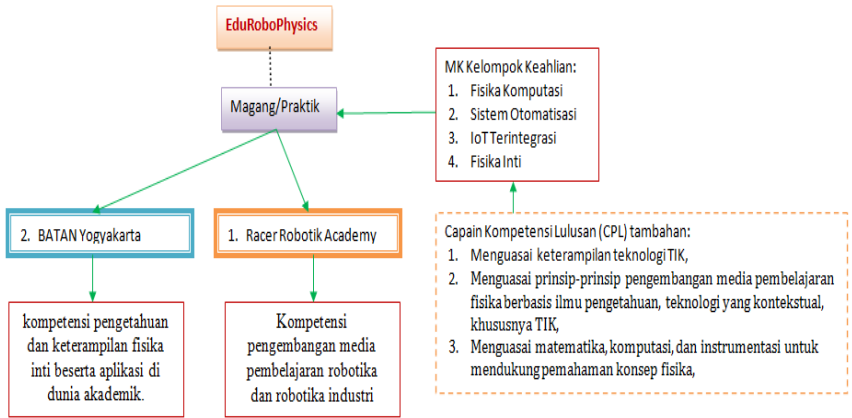 EduRoboPhysics
Magang/Praktik
MK Kelompok Keahlian:
1. Fisika Komputasi
2. Sistem Otomatisasi
3. IoT Terintegrasi
4. Fisika Inti
2. BATAN Yogyakarta
1. Racer Robotik Academy
Capain Kompetensi Lulusan (CPL) tambahan:
1. Menguasai keterampilan teknologi TIK,
2. Menguasai prinsip-prinsip pengembangan media pembelajaran
fisika berbasis ilmu pengetahuan, teknologi yang kontekstual,
khususnya TIK,
3. Menguasai matematika, komputasi, dan instrumentasi untuk
mendukung pemahaman konsep fisika,
kompetensi pengetahuan
dan keterampilan fisika
inti beserta aplikasi di
dunia akademik.
Kompetensi
pengembangan media
pembelajaran robotika
dan robotika industri